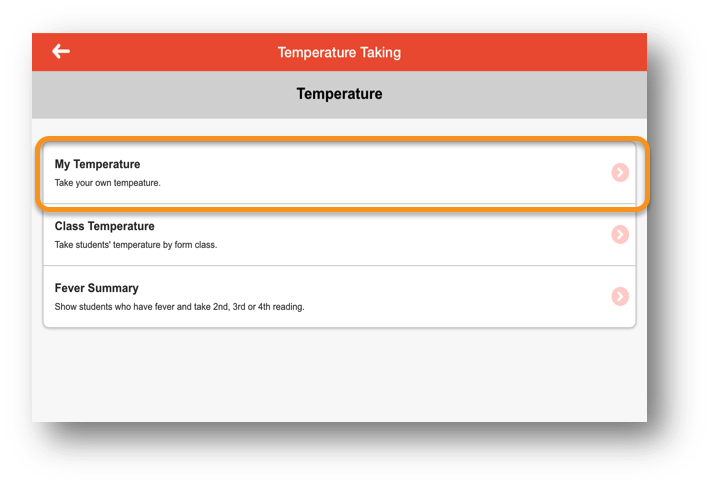 Temperature Taking
Temperature
My Temperature
Take your own tempeature.
Class Temperature
Take students' temperature by form class.
Fever Summary
Show students who have fever and take 2nd, 3rd or 4th reading.